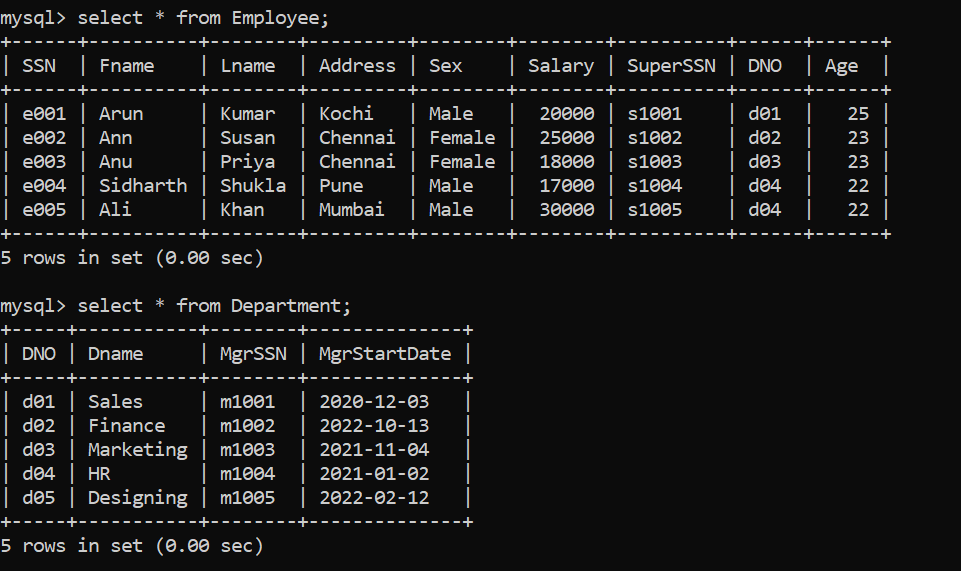 mysql> select * from Employee;
+------+----------+--------+---------+--------+--------+----------+------+------+
| SSN  | Fname    | Lname  | Address | Sex    | Salary | SuperSSN | DNO  | Age  |
+------+----------+--------+---------+--------+--------+----------+------+------+
| e001 | Arun     | Kumar  | Kochi   | Male   |  20000 | s1001    | d01  |   25 |
| e002 | Ann      | Susan  | Chennai | Female |  25000 | s1002    | d02  |   23 |
| e003 | Anu      | Priya  | Chennai | Female |  18000 | s1003    | d03  |   23 |
| e004 | Sidharth | Shukla | Pune    | Male   |  17000 | s1004    | d04  |   22 |
| e005 | Ali      | Khan   | Mumbai  | Male   |  30000 | s1005    | d04  |   22 |
+------+----------+--------+---------+--------+--------+----------+------+------+
5 rows in set (0.00 sec)
mysql> select * from Department;
+-----+-----------+--------+--------------+
| DNO | Dname     | MgrSSN | MgrStartDate |
+-----+-----------+--------+--------------+
| d01 | Sales     | m1001  | 2020-12-03   |
| d02 | Finance   | m1002  | 2022-10-13   |
| d03 | Marketing | m1003  | 2021-11-04   |
| d04 | HR        | m1004  | 2021-01-02   |
| d05 | Designing | m1005  | 2022-02-12   |
+-----+-----------+--------+--------------+
5 rows in set (0.00 sec)